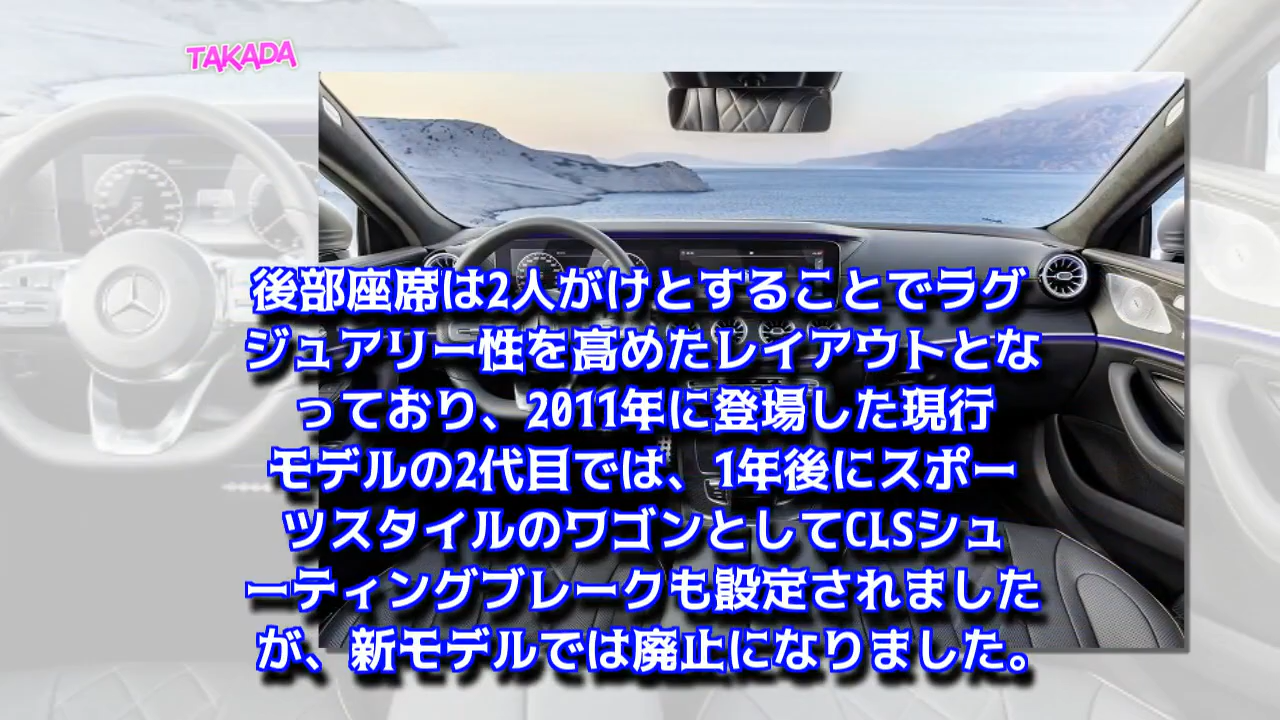 TAKADA
後部座席は2人がけとすることでラグ
ジュアリー性を高めたレイアウトとな
っており、2011年に登場した現行
モデルの2代目では、1年後にスポー
ツスタイルのワゴンとしてCLSシュ
ーティングブレークも設定されました
が、新モデルでは廃止になりました。